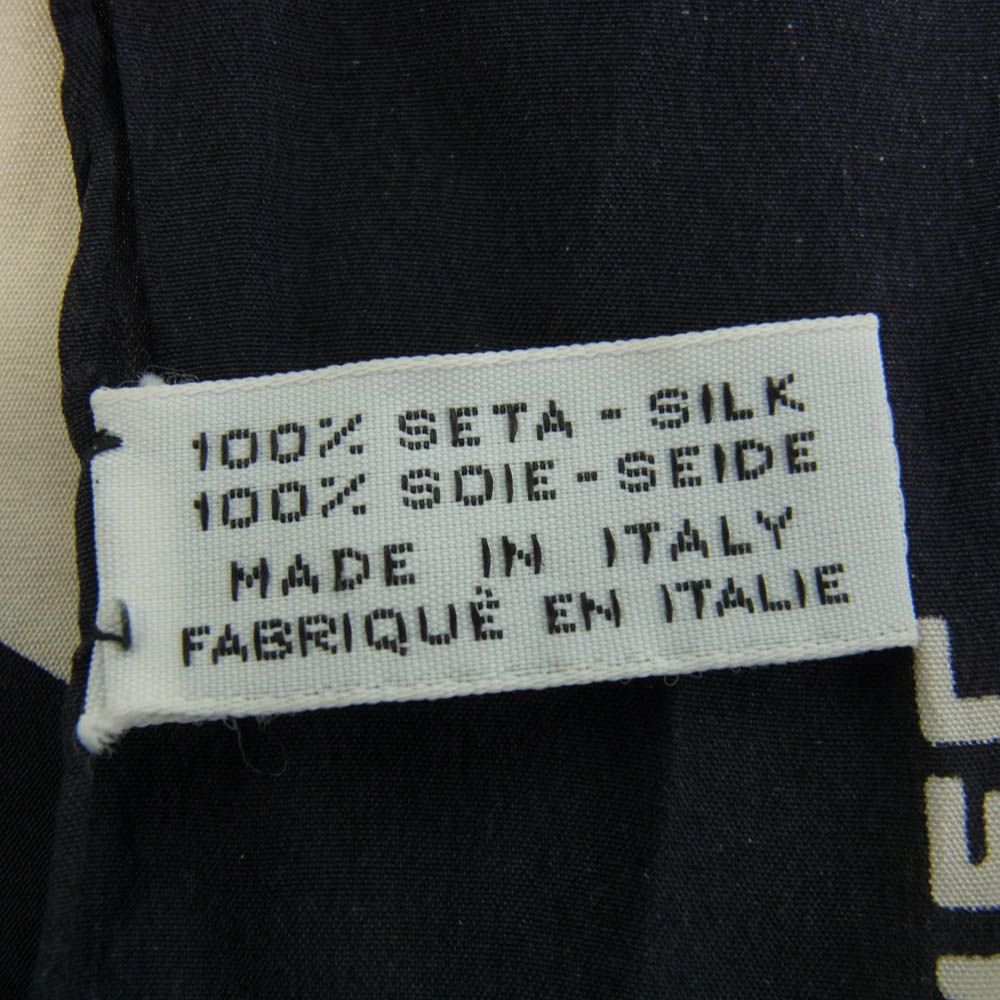 100% SETA - SILK
100% SOIE - SEIDE
MADE IN ITALY
FABRIQUÉ EN ITALIE